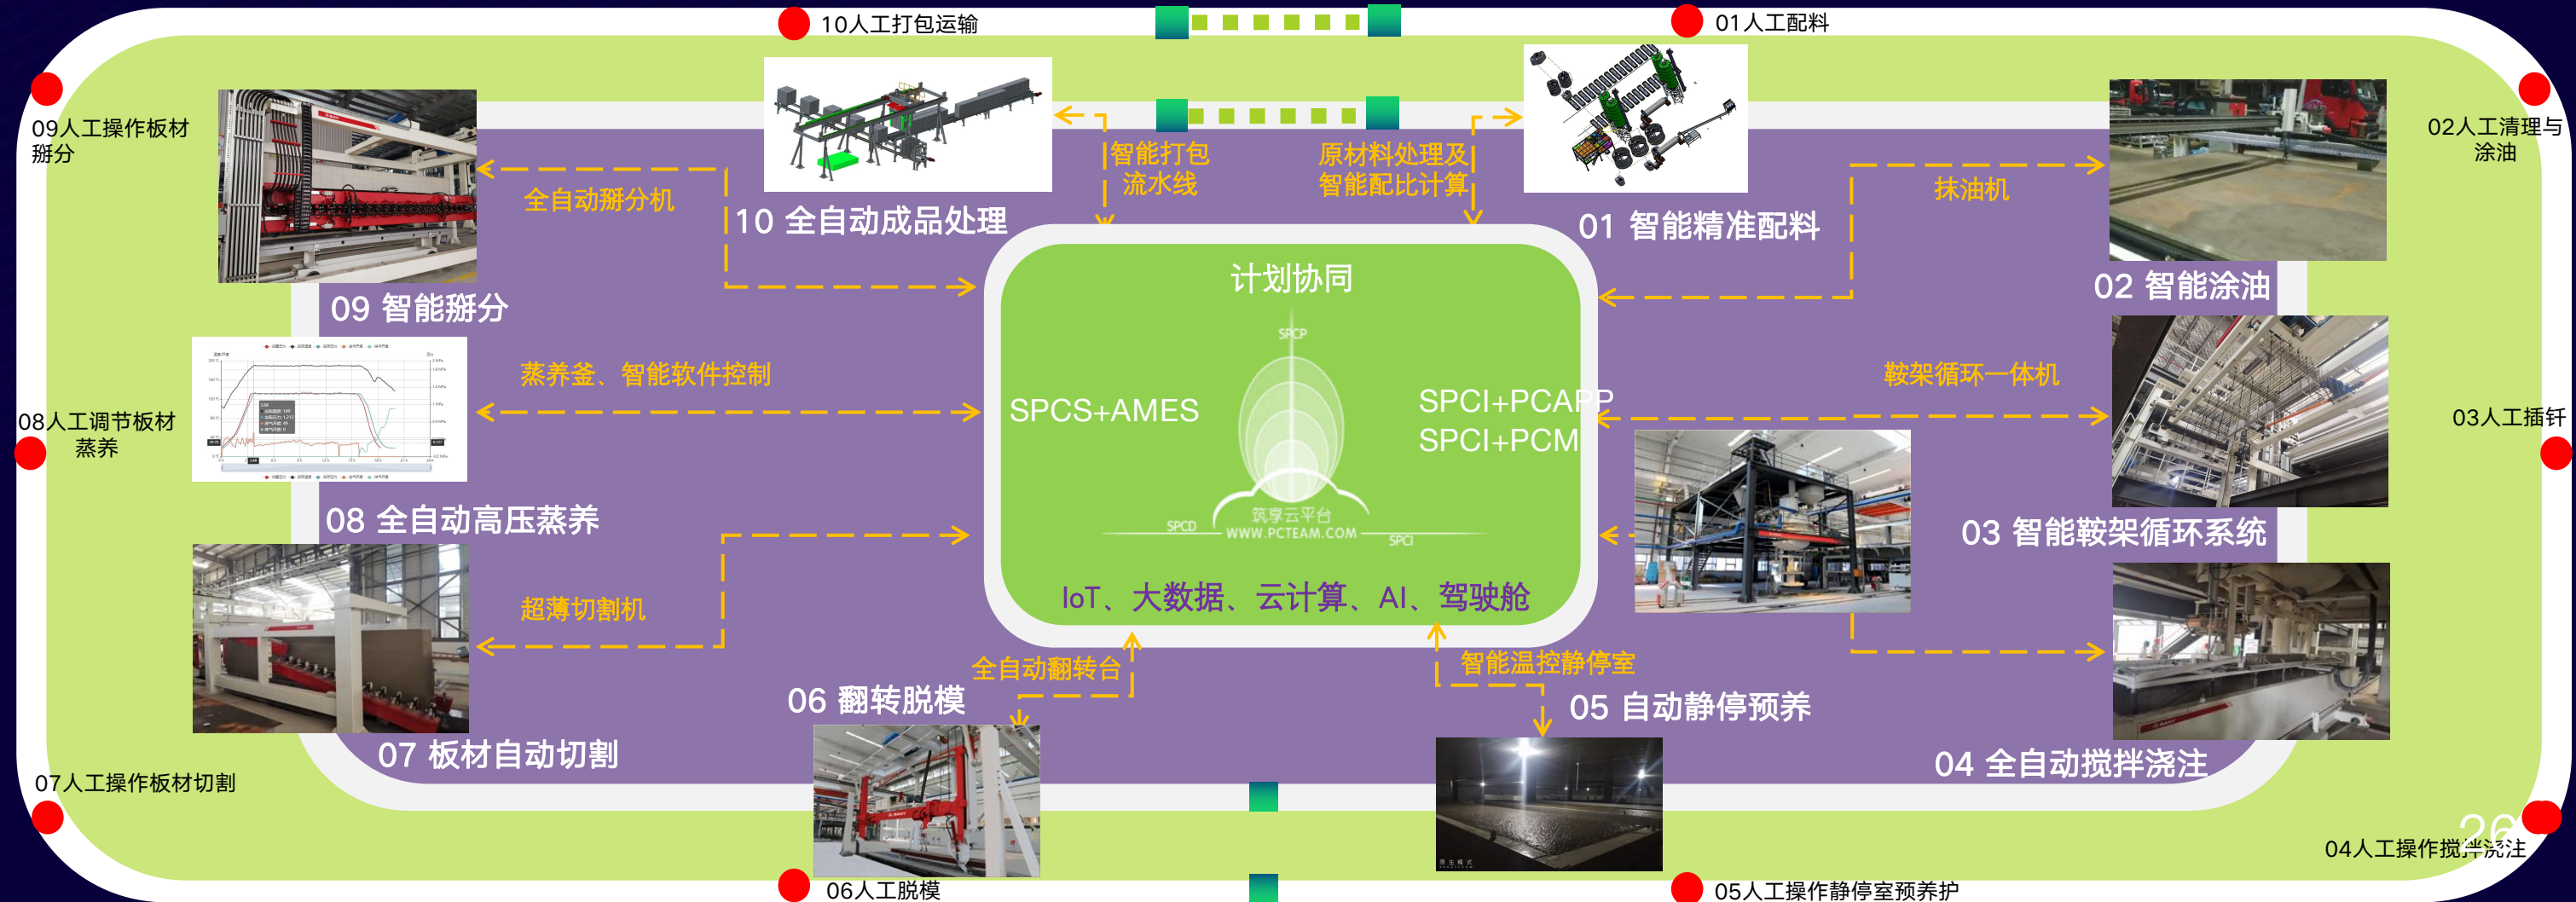 10人工打包运输
01人工配料
09人工操作板材
掰分
02人工清理与
涂油
智能打包
流水线
原材料处理及
智能配比计算
全自动掰分机
抹油机
10 全自动成品处理
01 智能精准配料
计划协同
02 智能涂油
09 智能掰分
SPCP
蒸养釜、智能软件控制
鞍架循环一体机
SPCS+AMES
SPCI+PCAPP
SPCI+PCM
08人工调节板材
蒸养
03人工插钎
08 全自动高压蒸养
筑享云平台
SPCD
WWW.PCTEAM.COM
SPCI
03 智能鞍架循环系统
超薄切割机
IoT、大数据、云计算、AI、驾驶舱
全自动翻转台
智能温控静停室
06 翻转脱模
05 自动静停预养
07 板材自动切割
04 全自动搅拌浇注
07人工操作板材切割
26
04人工操作搅拌浇注
06人工脱模
05人工操作静停室预养护